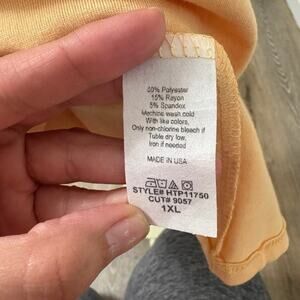 80% Polyester
15% Rayon
5% Spandex
Machine wash cold
With like colors,
Only non-chlorine bleach if
Tumble dry low,
Iron if needed
MADE IN USA
STYLE# HTP11750
CUT# 9057
1XL